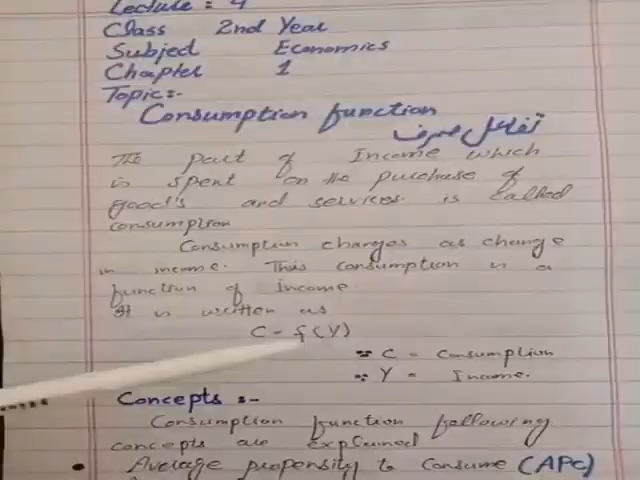 Lecture : 4
Class 2nd Year
Subject Economics
Chapter 1
Topic:-
Consumption function
تفاعل صرف
The part of Income which
is spent on the purchase of
good's and services is called
consumption
Consumption changes as change
in income. This consumption is a
function of Income
It is written as
C - f(Y)
∵ C = Consumption
∵ Y = Income.
Concepts :-
Consumption function following
concepts are explained
• Average propensity to Consume (APC)